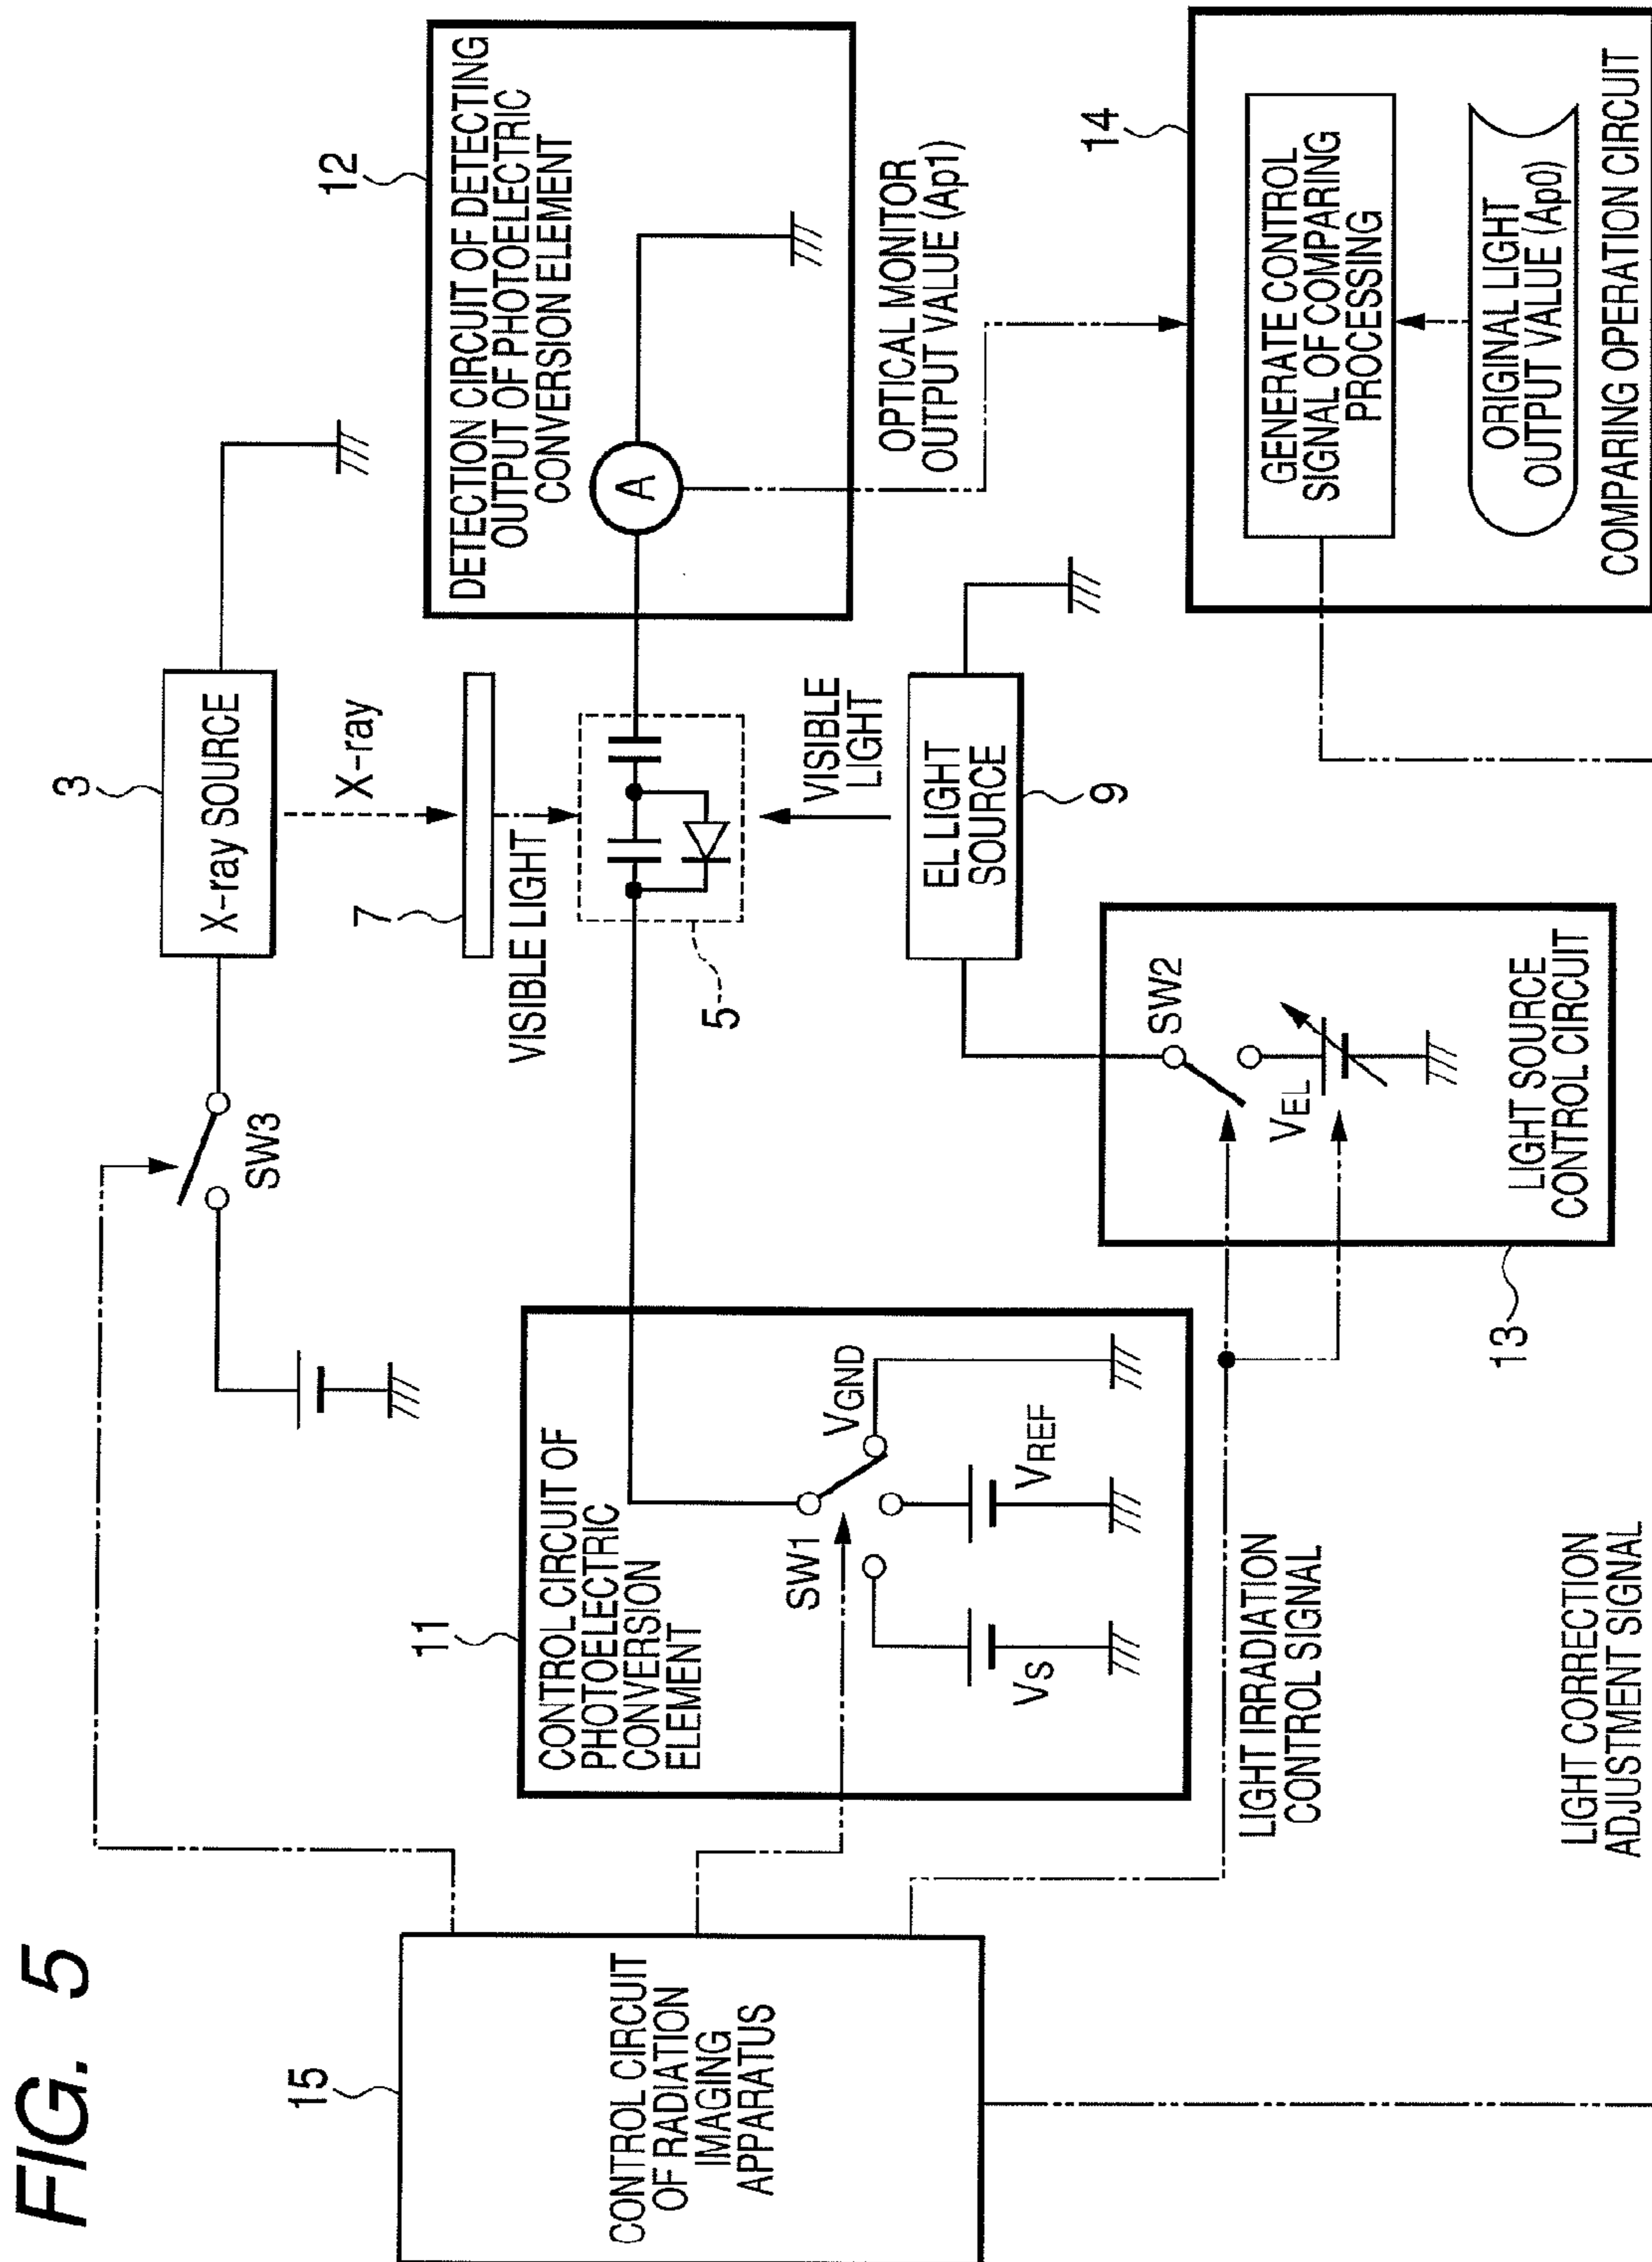 FIG. 5
3
X-ray SOURCE
X-ray
SW3
7
VISIBLE LIGHT
5
12
DETECTION CIRCUIT OF DETECTING
OUTPUT OF PHOTOELECTRIC
CONVERSION ELEMENT
A
OPTICAL MONITOR
OUTPUT VALUE (Ap1)
VISIBLE
LIGHT
EL LIGHT
SOURCE
9
15
CONTROL CIRCUIT
OF RADIATION
IMAGING
APPARATUS
11
CONTROL CIRCUIT OF
PHOTOELECTRIC
CONVERSION
ELEMENT
SW1
VGND
VREF
VS
SW2
VEL
LIGHT SOURCE
CONTROL CIRCUIT
13
LIGHT IRRADIATION
CONTROL SIGNAL
LIGHT CORRECTION
ADJUSTMENT SIGNAL
14
GENERATE CONTROL
SIGNAL OF COMPARING
PROCESSING
ORIGINAL LIGHT
OUTPUT VALUE (Ap0)
COMPARING OPERATION CIRCUIT